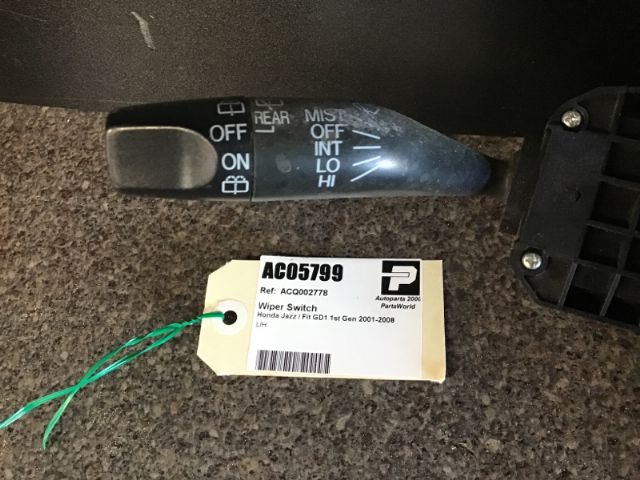 REAR
OFF
ON
MIST
OFF
INT
LO
HI
AC05799
Ref: ACQ002778
Wiper Switch
Honda Jazz / Fit GD1 1st Gen 2001-2008
L/H
P
Autoparts 2000
PartsWorld